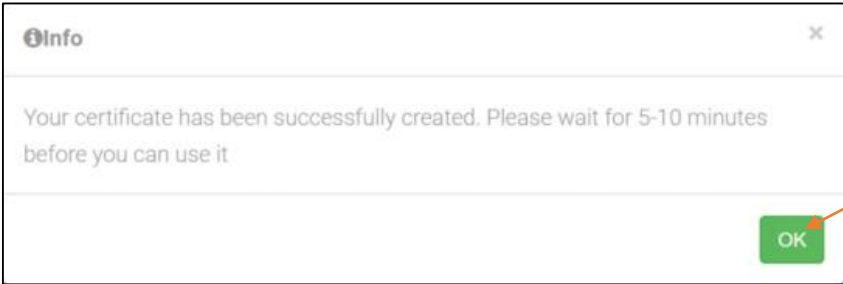 Info
×
Your certificate has been successfully created. Please wait for 5-10 minutes
before you can use it
OK